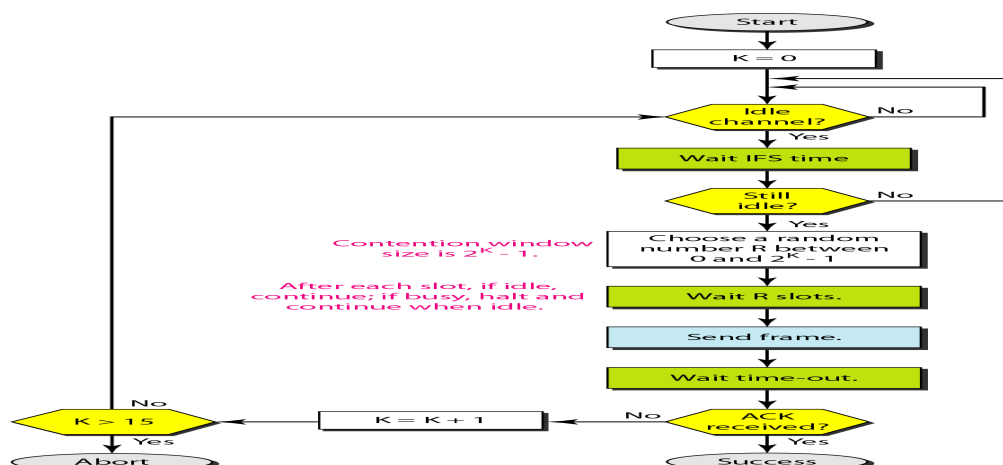 Start
K = 0
Idle
channel?
No
Yes
Wait IFS time
Still
idle?
No
Yes
Contention window
size is 2^K - 1.
Choose a random
number R between
0 and 2^K - 1
After each slot, if idle,
continue; if busy, halt and
continue when idle.
Wait R slots.
Send frame.
Wait time-out.
ACK
received?
No
Yes
K = K + 1
K > 15
No
Yes
Abort
Success